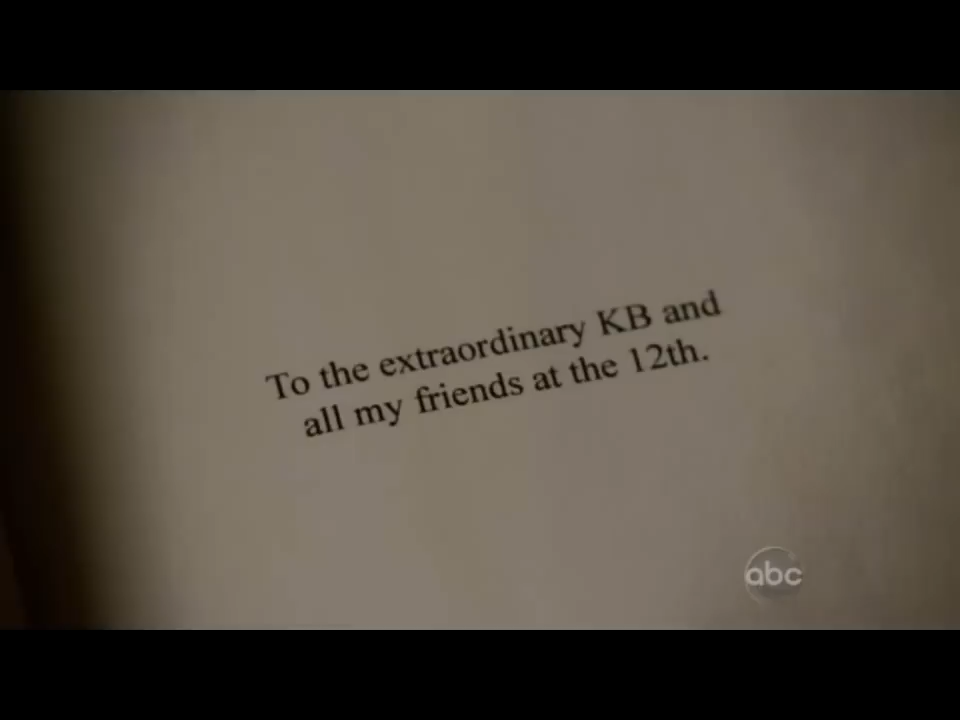 To the extraordinary KB and
all my friends at the 12th.
abc